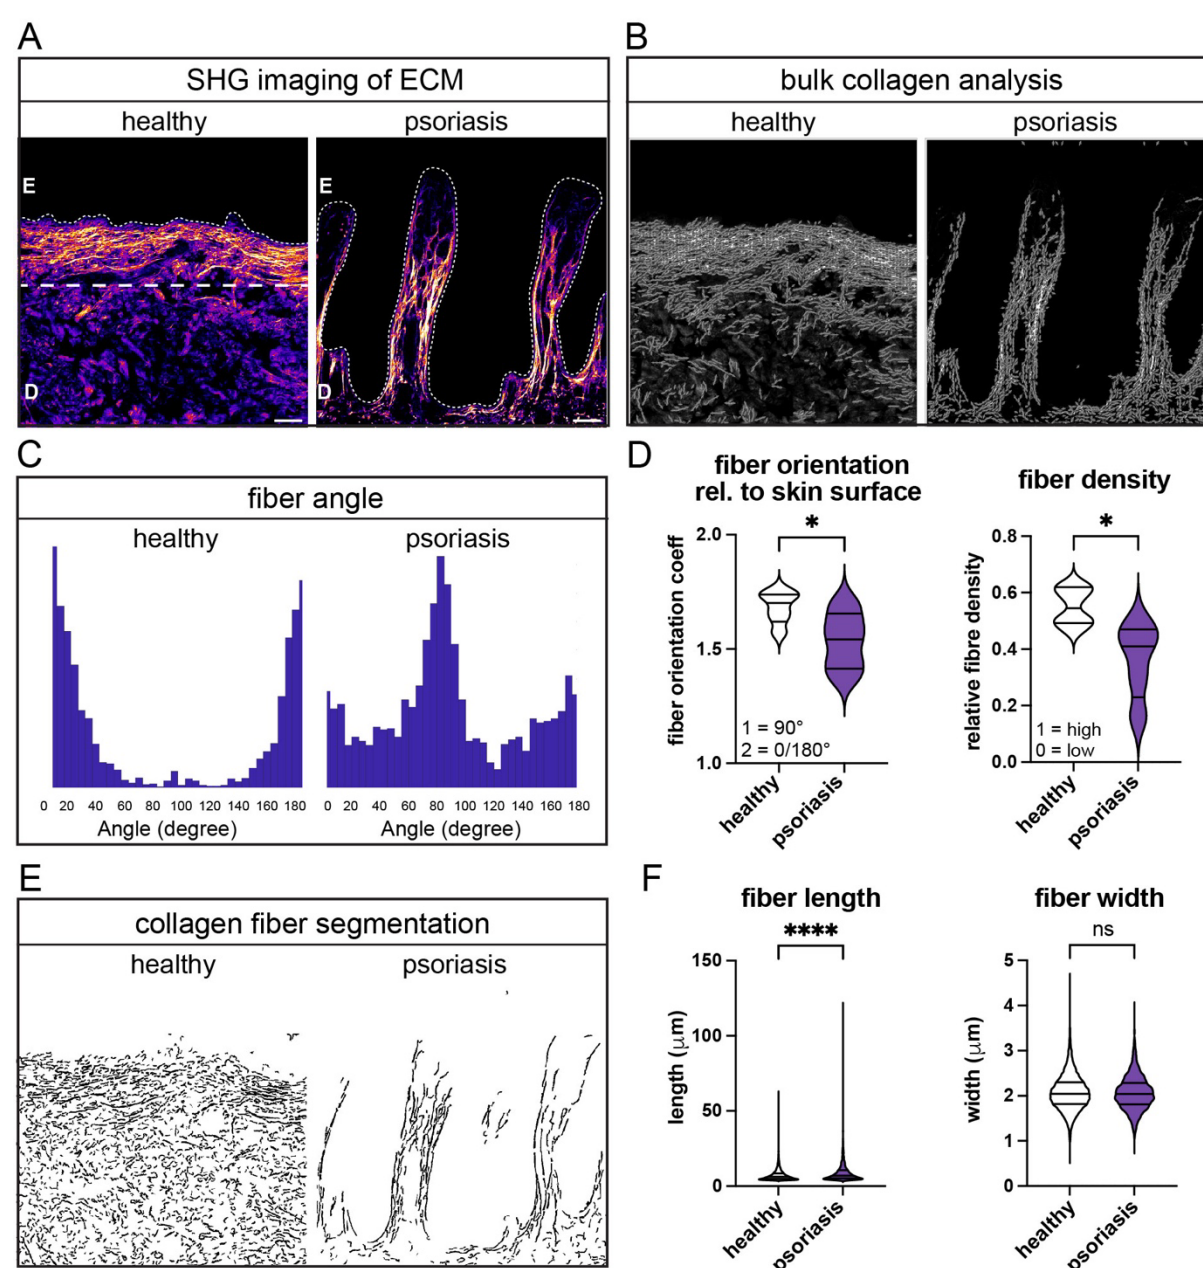 A
SHG imaging of ECM
healthy
psoriasis
E
D
E
D
B
bulk collagen analysis
healthy
psoriasis
C
fiber angle
healthy
psoriasis
0 20 40 60 80 100 120 140 160 180
Angle (degree)
0 20 40 60 80 100 120 140 160 180
Angle (degree)
D
fiber orientation
rel. to skin surface
*
fiber orientation coeff
2.0
1.5
1.0
1 = 90°
2 = 0/180°
healthy
psoriasis
fiber density
*
relative fibre density
0.8
0.6
0.4
0.2
0.0
1 = high
0 = low
healthy
psoriasis
E
collagen fiber segmentation
healthy
psoriasis
F
fiber length
****
length (μm)
150
100
50
0
healthy
psoriasis
fiber width
ns
width (μm)
5
4
3
2
1
0
healthy
psoriasis